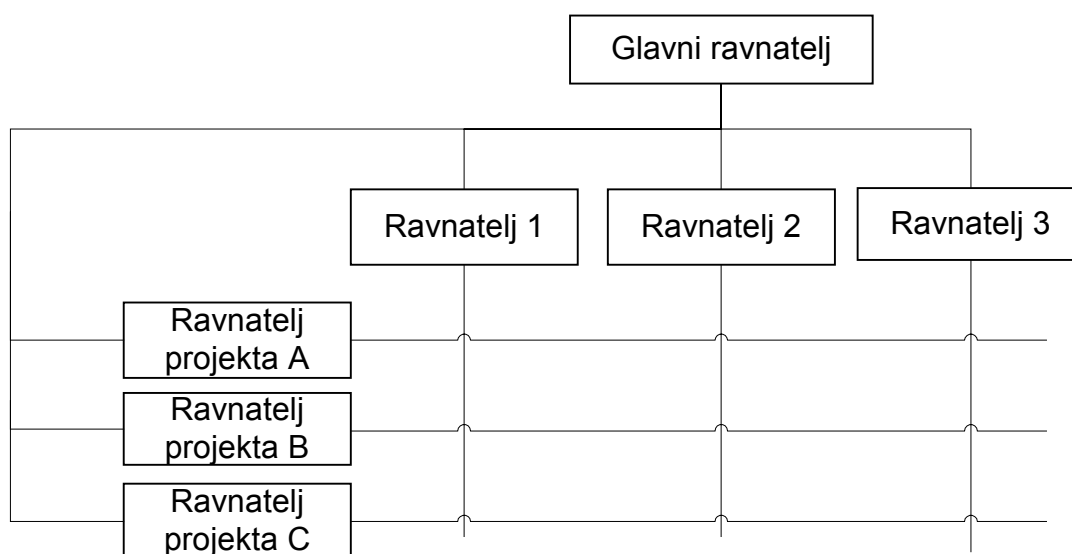 Glavni ravnatelj
Ravnatelj 1
Ravnatelj 2
Ravnatelj 3
Ravnatelj
projekta A
Ravnatelj
projekta B
Ravnatelj
projekta C